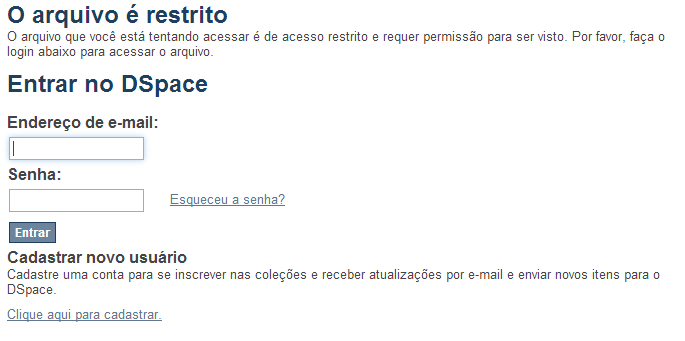 O arquivo é restrito
O arquivo que você está tentando acessar é de acesso restrito e requer permissão para ser visto. Por favor, faça o
login abaixo para acessar o arquivo.
Entrar no DSpace
Endereço de e-mail:
Senha:
Esqueceu a senha?
Entrar
Cadastrar novo usuário
Cadastre uma conta para se inscrever nas coleções e receber atualizações por e-mail e enviar novos itens para o
DSpace.
Clique aqui para cadastrar.